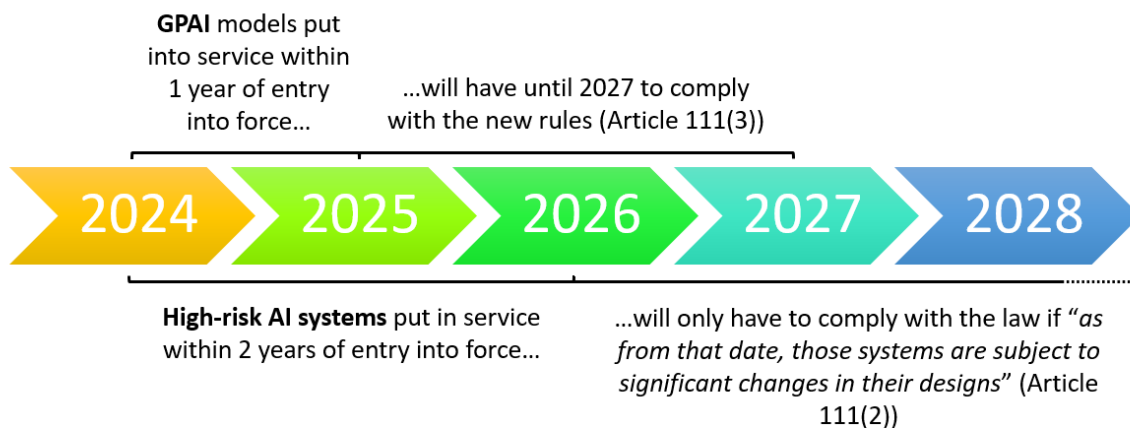 GPAI models put
into service within
1 year of entry
into force...
...will have until 2027 to comply
with the new rules (Article 111(3))
2024
2025
2026
2027
2028
High-risk AI systems put in service
within 2 years of entry into force...
...will only have to comply with the law if “as
from that date, those systems are subject to
significant changes in their designs” (Article
111(2))